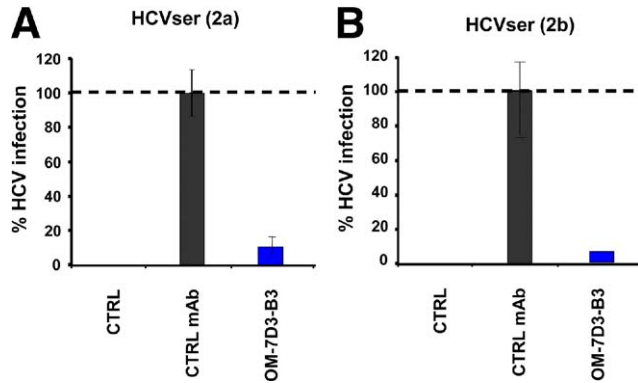 A
HCVser (2a)
% HCV infection
120
100
80
60
40
20
0
CTRL
CTRL mAb
OM-7D3-B3
B
HCVser (2b)
% HCV infection
120
100
80
60
40
20
0
CTRL
CTRL mAb
OM-7D3-B3